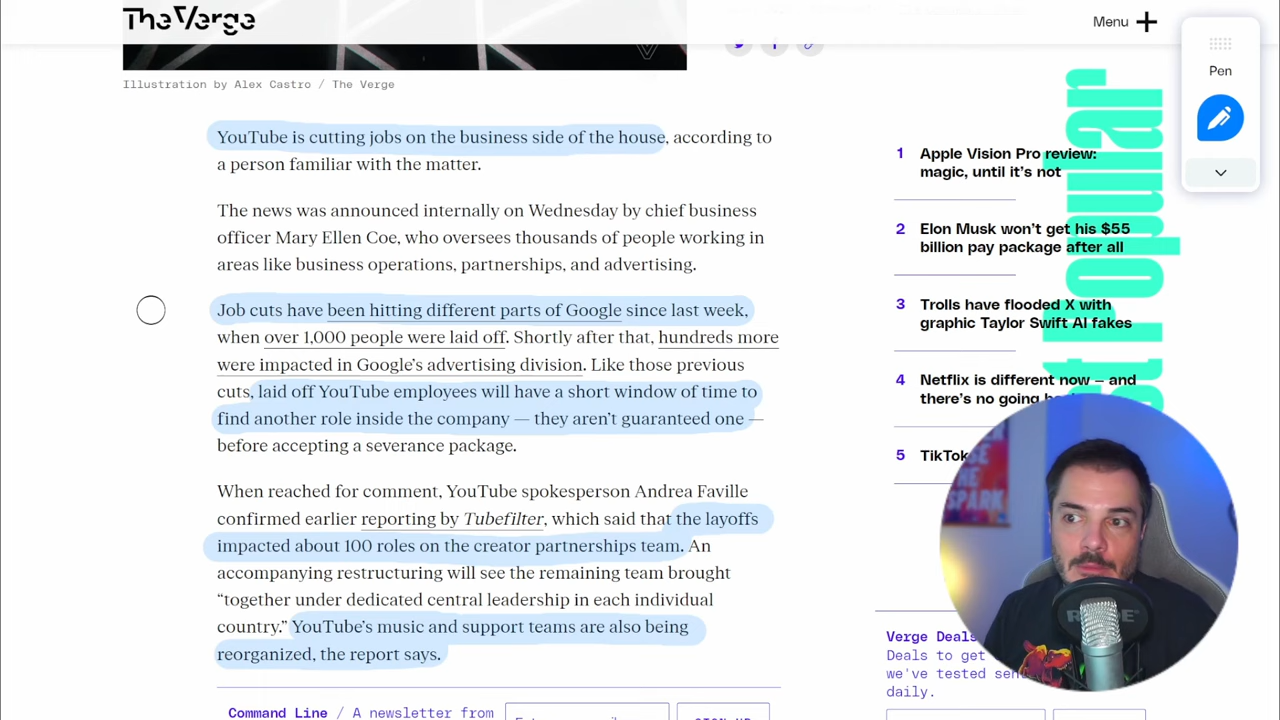 The Verge
Menu
Pen
Illustration by Alex Castro / The Verge
YouTube is cutting jobs on the business side of the house, according to
a person familiar with the matter.
The news was announced internally on Wednesday by chief business
officer Mary Ellen Coe, who oversees thousands of people working in
areas like business operations, partnerships, and advertising.
Job cuts have been hitting different parts of Google since last week,
when over 1,000 people were laid off. Shortly after that, hundreds more
were impacted in Google's advertising division. Like those previous
cuts, laid off YouTube employees will have a short window of time to
find another role inside the company — they aren't guaranteed one —
before accepting a severance package.
When reached for comment, YouTube spokesperson Andrea Faville
confirmed earlier reporting by Tubefilter, which said that the layoffs
impacted about 100 roles on the creator partnerships team. An
accompanying restructuring will see the remaining team brought
“together under dedicated central leadership in each individual
country.” YouTube's music and support teams are also being
reorganized, the report says.
Command Line / A newsletter from
1 Apple Vision Pro review:
magic, until it's not
2 Elon Musk won't get his $55
billion pay package after all
3 Trolls have flooded X with
graphic Taylor Swift AI fakes
4 Netflix is different now — and
there's no going
5 TikTok
Verge Deals
Deals to get
we've tested sen
daily.
SPARK